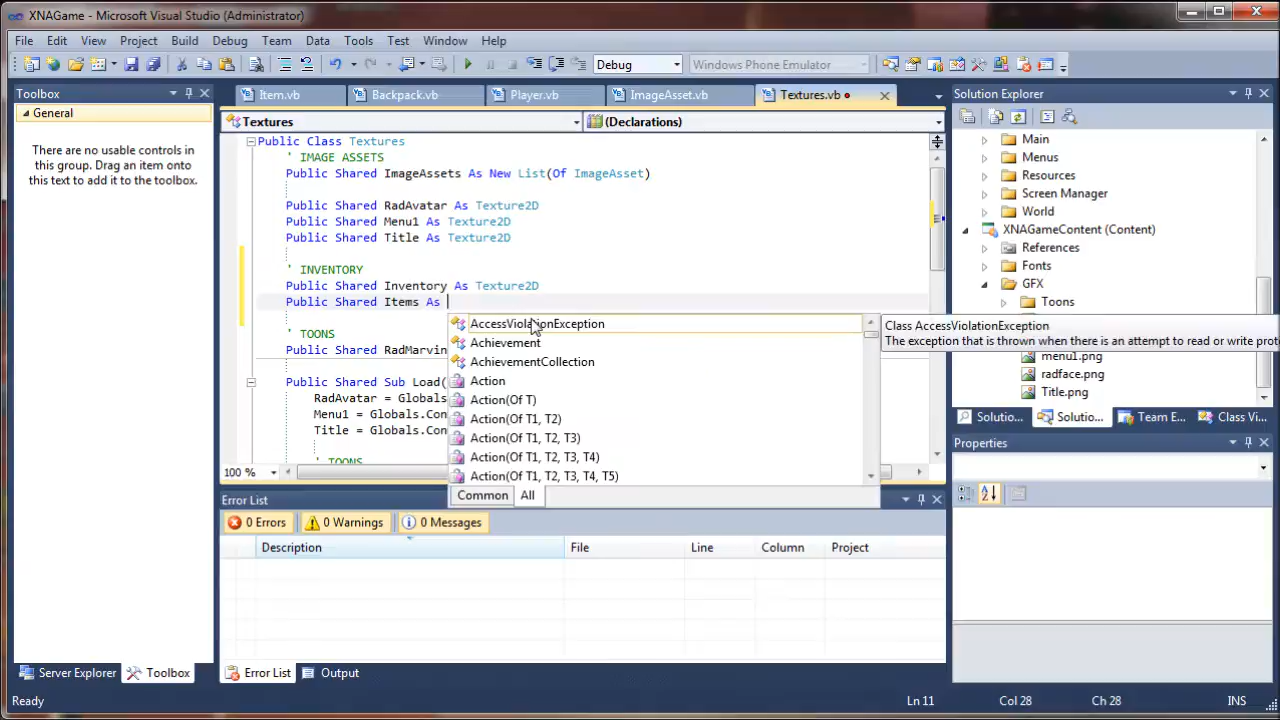 XNAGame - Microsoft Visual Studio (Administrator)
File Edit View Project Build Debug Team Data Tools Test Window Help
Debug Windows Phone Emulator
Toolbox
General
There are no usable controls in
this group. Drag an item onto
this text to add it to the toolbox.
Server Explorer Toolbox
Item.vb Backpack.vb Player.vb ImageAsset.vb Textures.vb
Textures (Declarations)
Public Class Textures
' IMAGE ASSETS
Public Shared ImageAssets As New List(Of ImageAsset)
Public Shared RadAvatar As Texture2D
Public Shared Menu1 As Texture2D
Public Shared Title As Texture2D
' INVENTORY
Public Shared Inventory As Texture2D
Public Shared Items As
' TOONS
Public Shared RadMarvin
Public Shared Sub Load(
RadAvatar = Globals.
Menu1 = Globals.Con
Title = Globals.Con
' TOONS
AccessViolationException
Achievement
AchievementCollection
Action
Action(Of T)
Action(Of T1, T2)
Action(Of T1, T2, T3)
Action(Of T1, T2, T3, T4)
Action(Of T1, T2, T3, T4, T5)
Common All
Class AccessViolationException
The exception that is thrown when there is an attempt to read or write prot
100 %
Error List
0 Errors 0 Warnings 0 Messages
Description File Line Column Project
Error List Output
Solution Explorer
Main
Menus
Resources
Screen Manager
World
XNAGameContent (Content)
References
Fonts
GFX
Toons
menu1.png
radface.png
Title.png
Solutio... Solutio... Team E... Class Vi...
Properties
Ready Ln 11 Col 28 Ch 28 INS